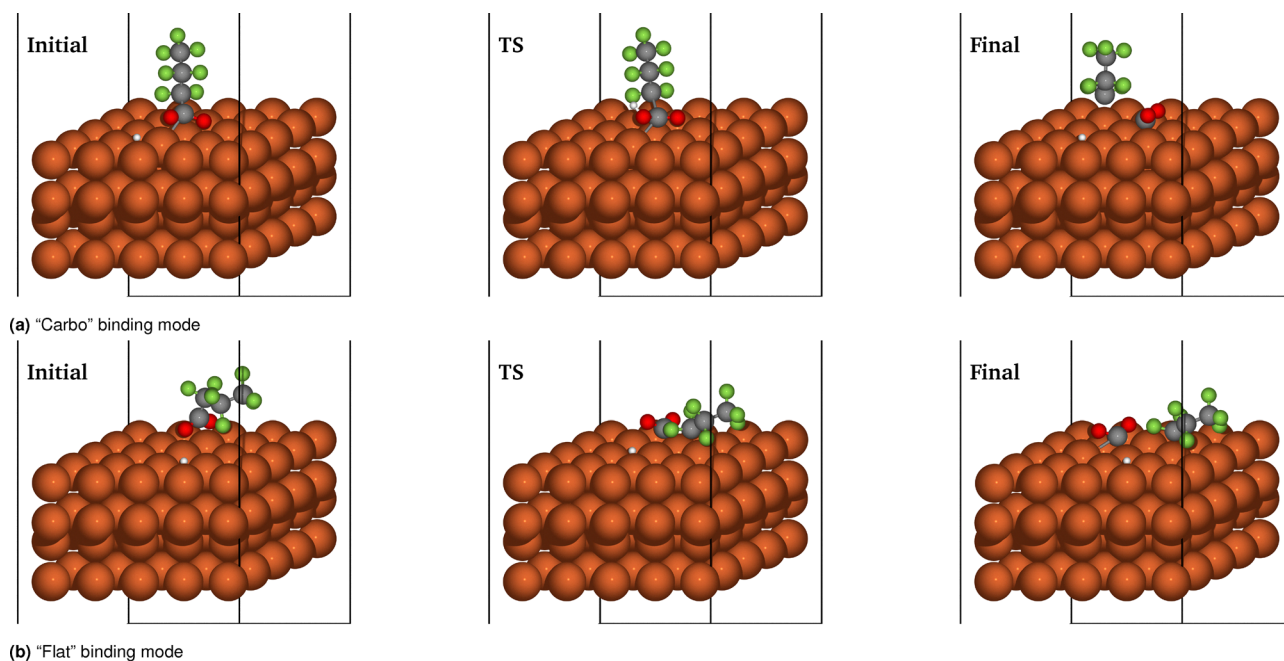 Initial
TS
Final
(a) “Carbo” binding mode
Initial
TS
Final
(b) “Flat” binding mode